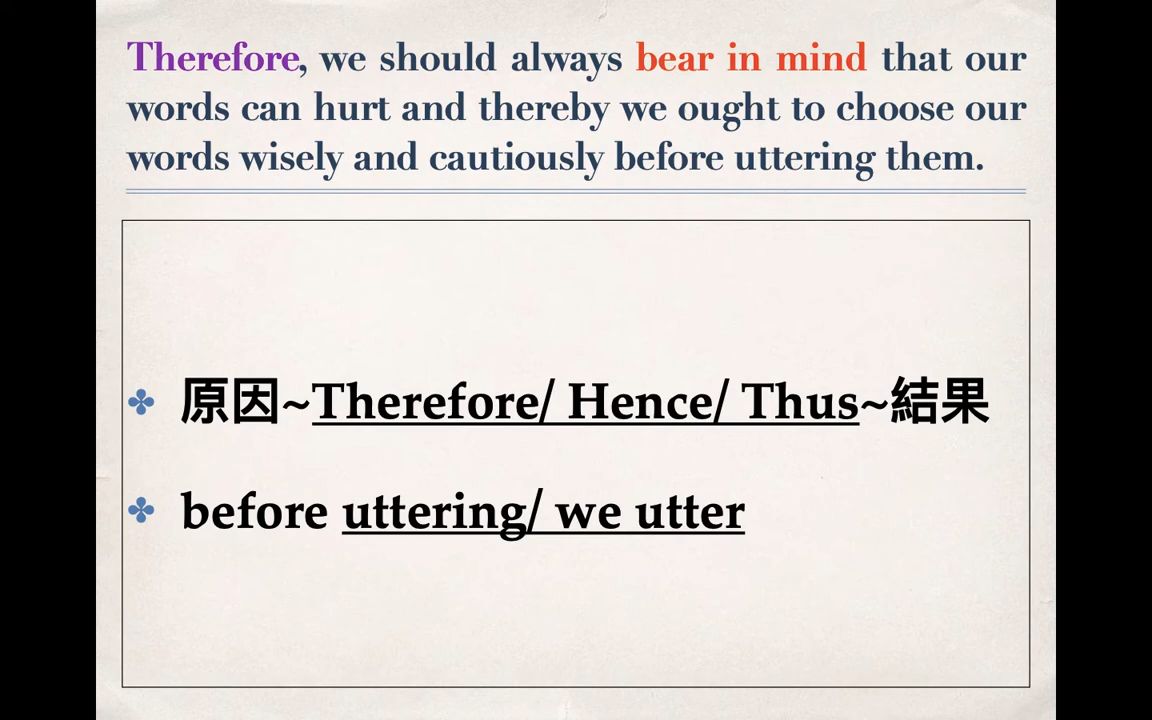 Therefore, we should always bear in mind that our
words can hurt and thereby we ought to choose our
words wisely and cautiously before uttering them.
原因~Therefore/ Hence/ Thus~結果
before uttering/ we utter